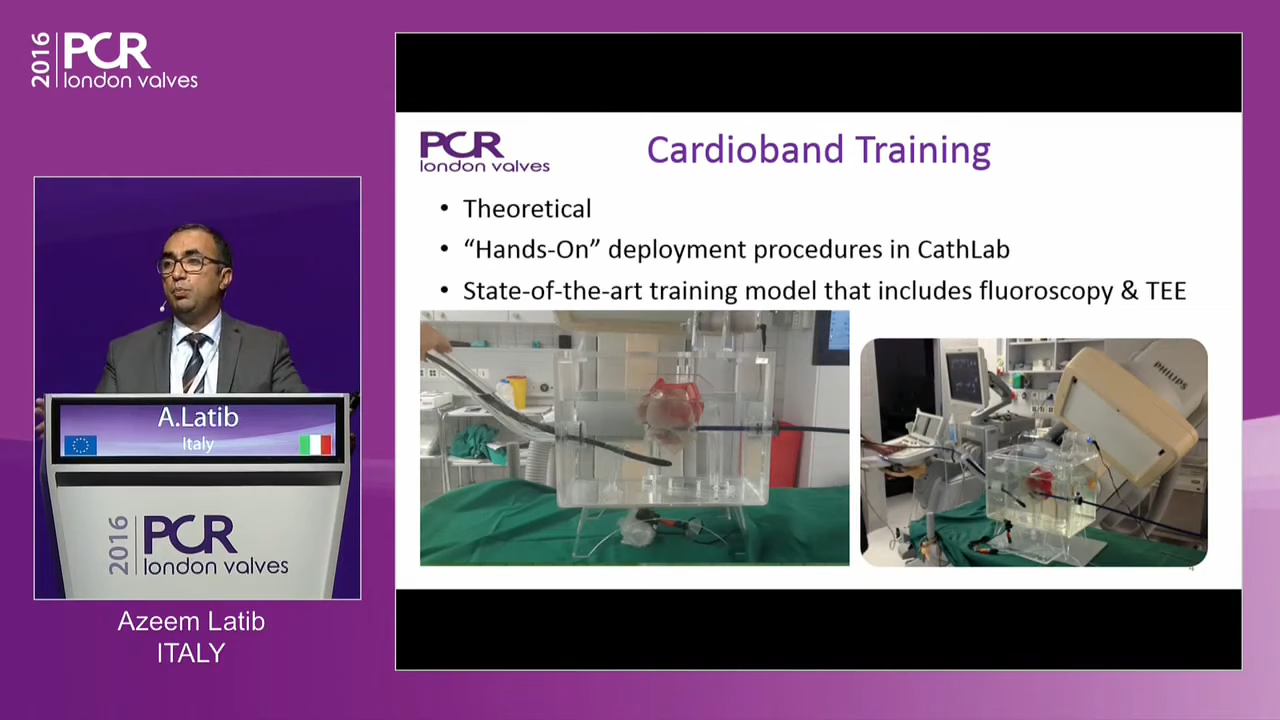 2016
PCR
london valves
PCR
london valves
Cardioband Training
• Theoretical
• “Hands-On” deployment procedures in CathLab
• State-of-the-art training model that includes fluoroscopy & TEE
PHILIPS
4
A.Latib
Italy
2016
PCR
london valves
Azeem Latib
ITALY